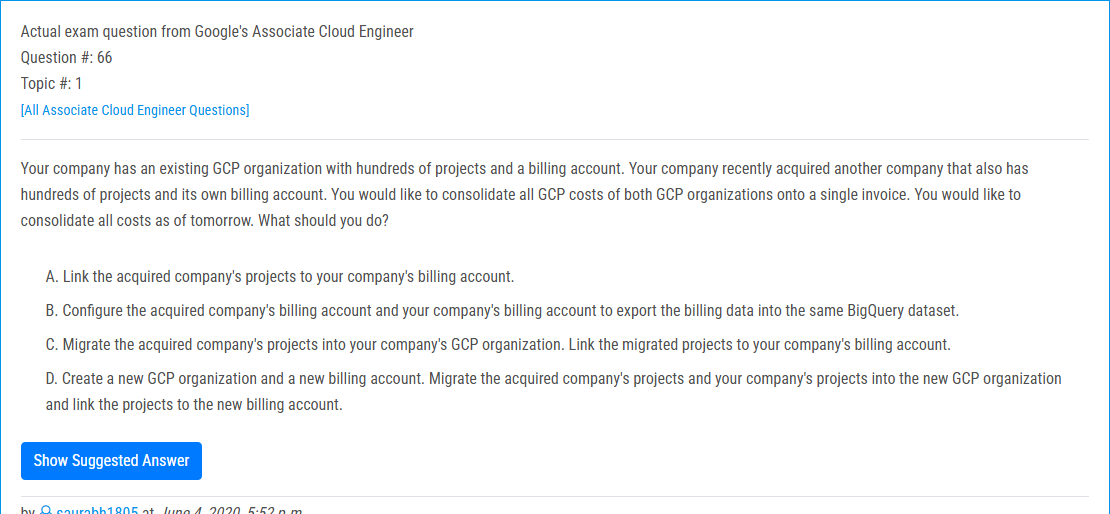 Actual exam question from Google's Associate Cloud Engineer
Question #: 66
Topic #: 1
[All Associate Cloud Engineer Questions]
Your company has an existing GCP organization with hundreds of projects and a billing account. Your company recently acquired another company that also has
hundreds of projects and its own billing account. You would like to consolidate all GCP costs of both GCP organizations onto a single invoice. You would like to
consolidate all costs as of tomorrow. What should you do?
A. Link the acquired company's projects to your company's billing account.
B. Configure the acquired company's billing account and your company's billing account to export the billing data into the same BigQuery dataset.
C. Migrate the acquired company's projects into your company's GCP organization. Link the migrated projects to your company's billing account.
D. Create a new GCP organization and a new billing account. Migrate the acquired company's projects and your company's projects into the new GCP organization
and link the projects to the new billing account.
Show Suggested Answer
by saurabh1805 at June 4, 2020, 5:52 p.m.